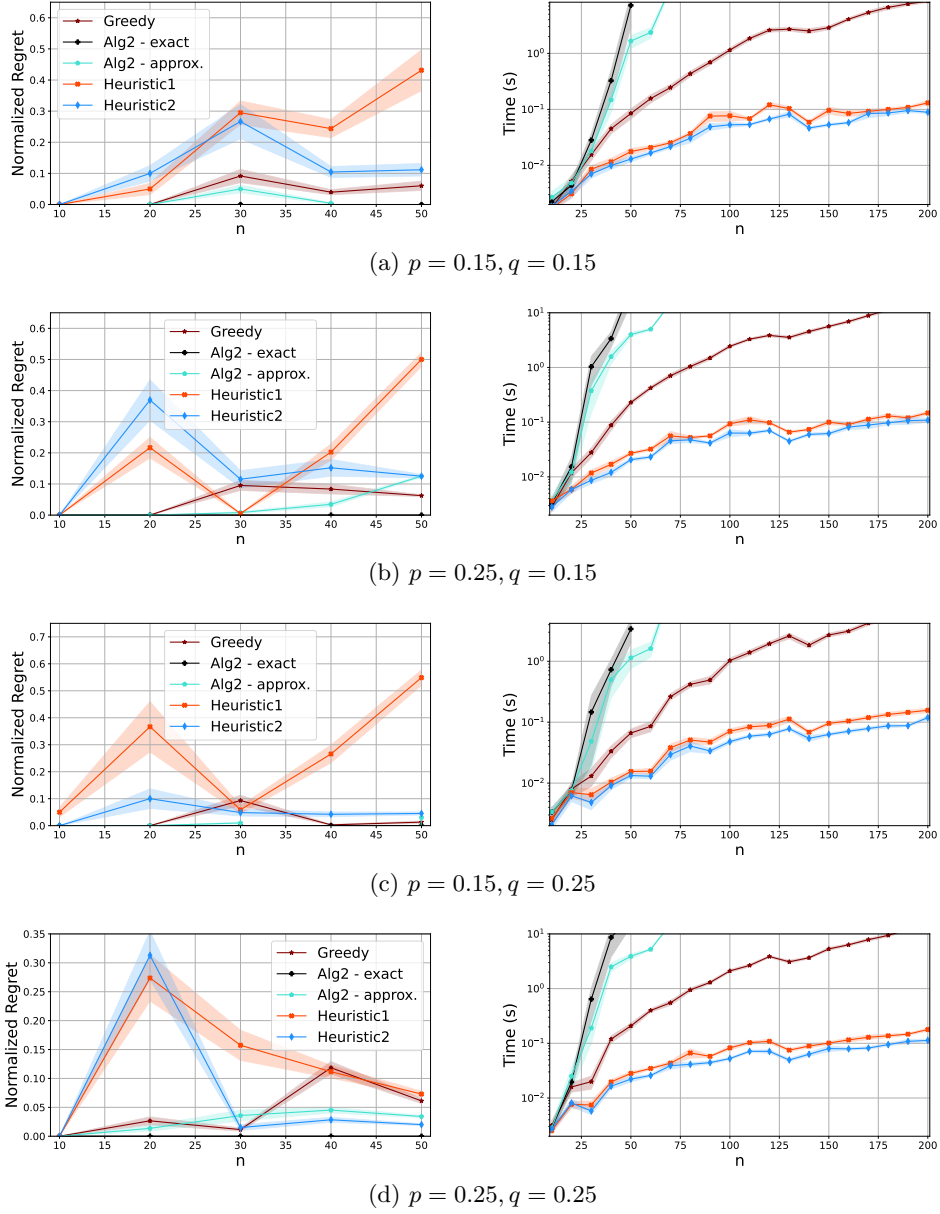 Normalized Regret
0.6
0.5
0.4
0.3
0.2
0.1
0.0
Greedy
Alg2 - exact
Alg2 - approx.
Heuristic1
Heuristic2
10 15 20 25 30 35 40 45 50
n
Time (s)
10⁰
10⁻¹
10⁻²
25 50 75 100 125 150 175 200
n
(a) p = 0.15, q = 0.15
Normalized Regret
0.6
0.5
0.4
0.3
0.2
0.1
0.0
Greedy
Alg2 - exact
Alg2 - approx.
Heuristic1
Heuristic2
10 15 20 25 30 35 40 45 50
n
Time (s)
10¹
10⁰
10⁻¹
10⁻²
25 50 75 100 125 150 175 200
n
(b) p = 0.25, q = 0.15
Normalized Regret
0.7
0.6
0.5
0.4
0.3
0.2
0.1
0.0
Greedy
Alg2 - exact
Alg2 - approx.
Heuristic1
Heuristic2
10 15 20 25 30 35 40 45 50
n
Time (s)
10⁰
10⁻¹
10⁻²
25 50 75 100 125 150 175 200
n
(c) p = 0.15, q = 0.25
Normalized Regret
0.35
0.30
0.25
0.20
0.15
0.10
0.05
0.00
Greedy
Alg2 - exact
Alg2 - approx.
Heuristic1
Heuristic2
10 15 20 25 30 35 40 45 50
n
Time (s)
10¹
10⁰
10⁻¹
10⁻²
25 50 75 100 125 150 175 200
n
(d) p = 0.25, q = 0.25